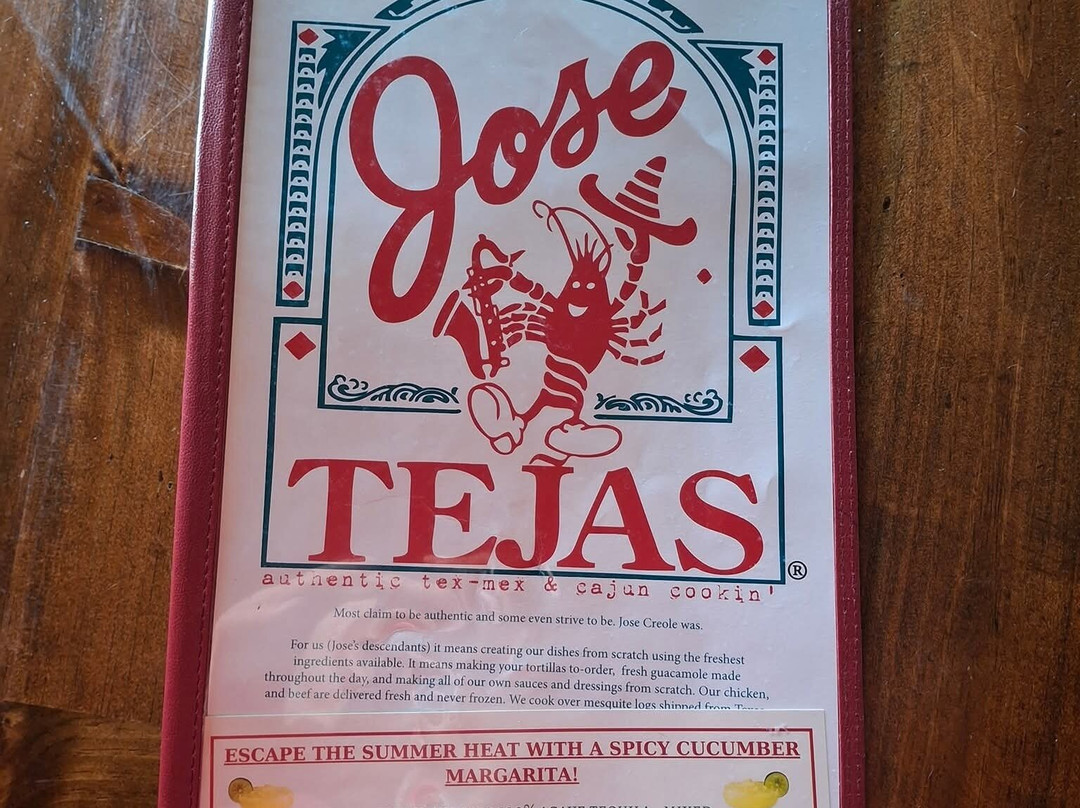 Jose
TEJAS
®
authentic tex-mex & cajun cookin'
Most claim to be authentic and some even strive to be. Jose Creole was.
For us (Jose's descendants) it means creating our dishes from scratch using the freshest
ingredients available. It means making your tortillas to-order, fresh guacamole made
throughout the day, and making all of our own sauces and dressings from scratch. Our chicken,
and beef are delivered fresh and never frozen. We cook over mesquite logs shipped from Texas
ESCAPE THE SUMMER HEAT WITH A SPICY CUCUMBER
MARGARITA!